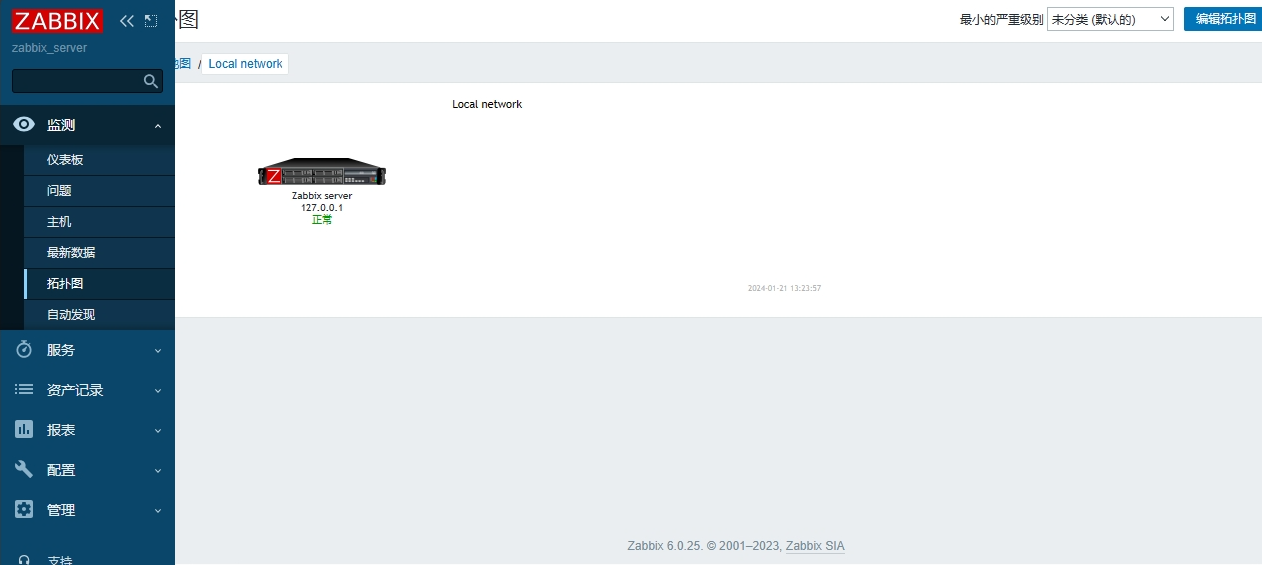 ZABBIX
zabbix_server
监测
仪表板
问题
主机
最新数据
拓扑图
自动发现
服务
资产记录
报表
配置
管理
支持
图
最小的严重级别 未分类 (默认的) 编辑拓扑图
图 / Local network
Local network
Z
Zabbix server
127.0.0.1
正常
2024-01-21 13:23:57
Zabbix 6.0.25. © 2001–2023, Zabbix SIA